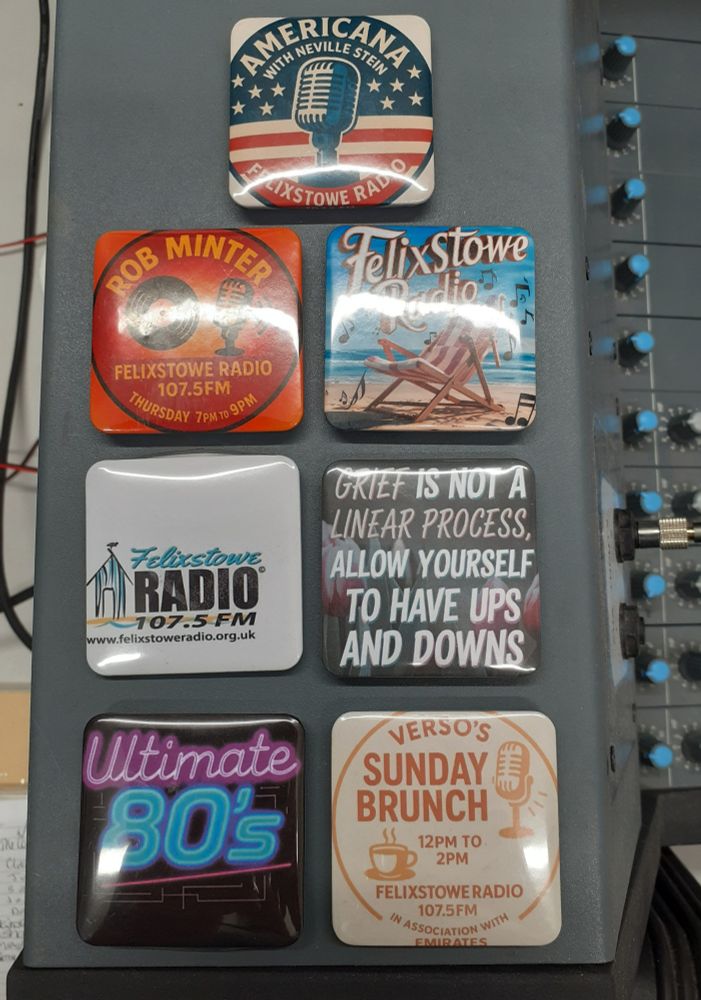 AMERICANA
WITH NEVILLE STEIN
FELIXSTOWE RADIO
ROB MINTER
FELIXSTOWE RADIO
107.5FM
THURSDAY 7PM TO 9PM
Felixstowe
Radio
Felixstowe
RADIO
107.5 FM
www.felixstoweradio.org.uk
GRIEF IS NOT A
LINEAR PROCESS,
ALLOW YOURSELF
TO HAVE UPS
AND DOWNS
Ultimate
80's
VERSO'S
SUNDAY
BRUNCH
12PM TO
2PM
FELIXSTOWE RADIO
107.5FM
IN ASSOCIATION WITH
EMIRATES